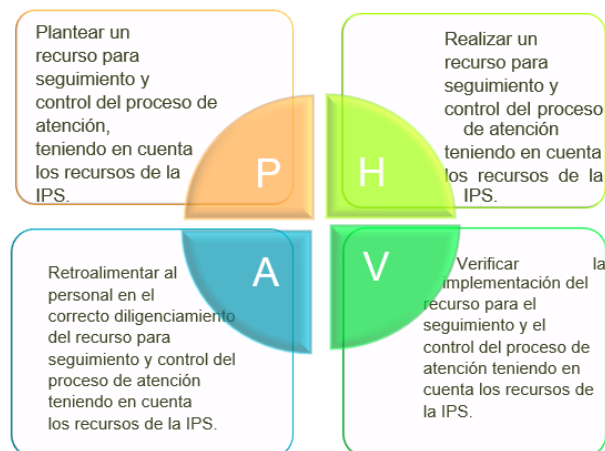 Plantear un
recurso para
seguimiento y
control del proceso de
atención,
teniendo en cuenta
los recursos de la
IPS.
Realizar un
recurso para
seguimiento y
control del proceso
de atención
teniendo en cuenta
los recursos de la
IPS.
P
H
A
V
Retroalimentar al
personal en el
correcto diligenciamiento
del recurso para
seguimiento y control del
proceso de atención
teniendo en cuenta
los recursos de la IPS.
Verificar la
implementación del
recurso para el
seguimiento y el
control del proceso de
atención teniendo en
cuenta los recursos de
la IPS.